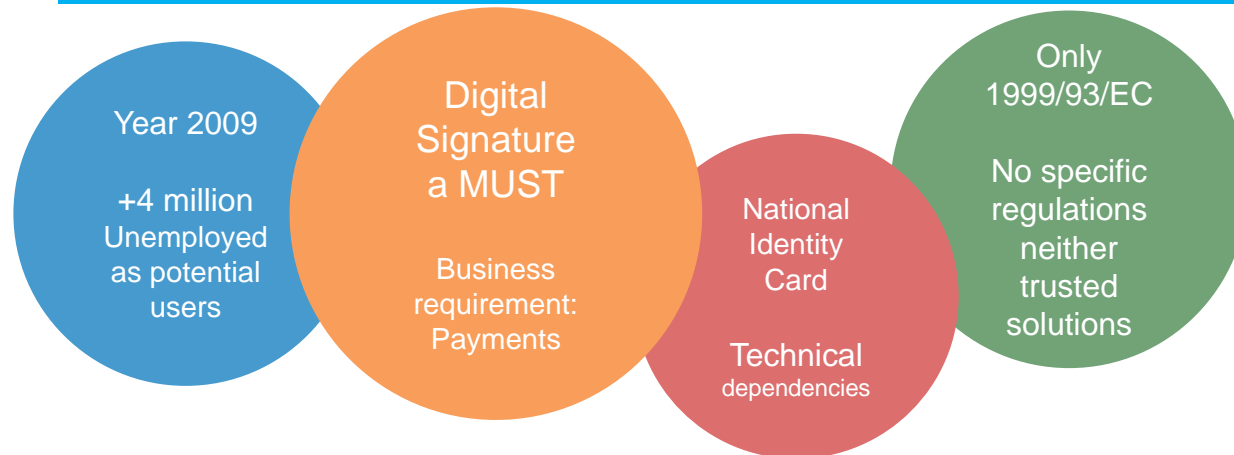 Year 2009
+4 million
Unemployed
as potential
users
Digital
Signature
a MUST
Business
requirement:
Payments
National
Identity
Card
Technical
dependencies
Only
1999/93/EC
No specific
regulations
neither
trusted
solutions